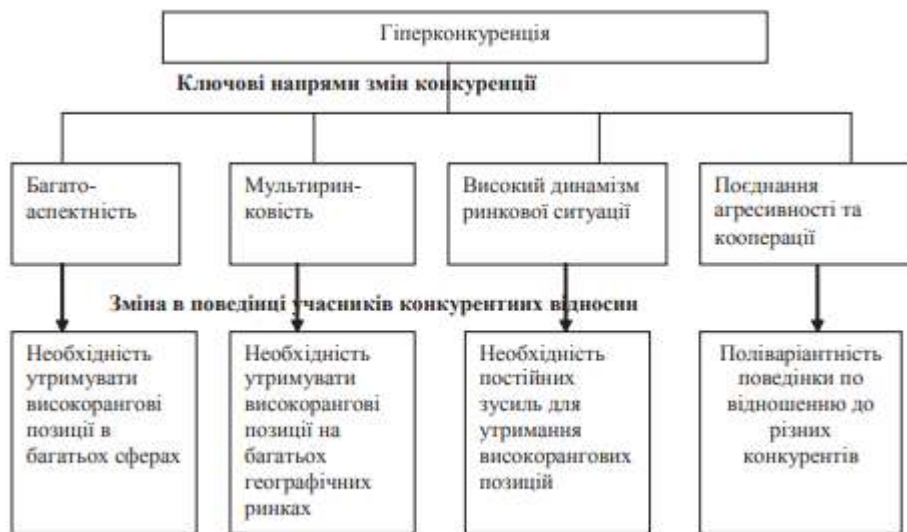 Гіперконкуренція
Ключові напрями змін конкуренції
Багато-
аспектність
Мультирин-
ковість
Високий динамізм
ринкової ситуації
Поєднання
агресивності та
кооперації
Зміна в поведінці учасників конкурентних відносин
Необхідність
утримувати
високорангові
позиції в
багатьох сферах
Необхідність
утримувати
високорангові
позиції на
багатьох
географічних
ринках
Необхідність
постійних
зусиль для
утримання
високорангових
позицій
Поліваріантність
поведінки по
відношенню до
різних
конкурентів